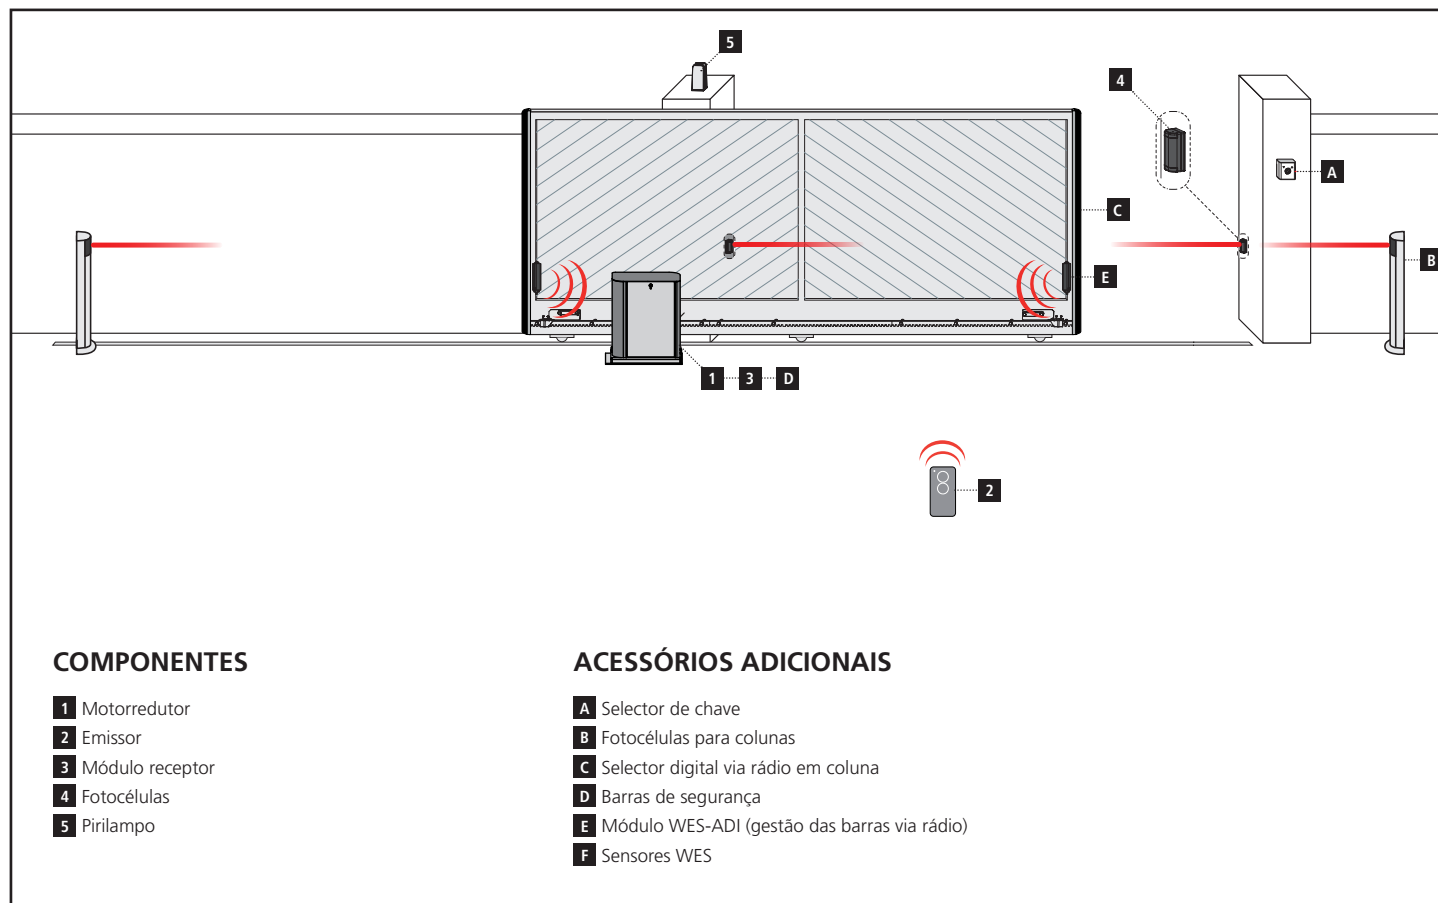 5
4
A
C
E
B
1 3 D
2
COMPONENTES
1 Motorredutor
2 Emissor
3 Módulo receptor
4 Fotocélulas
5 Pirilampo
ACESSÓRIOS ADICIONAIS
A Selector de chave
B Fotocélulas para colunas
C Selector digital via rádio em coluna
D Barras de segurança
E Módulo WES-ADI (gestão das barras via rádio)
F Sensores WES